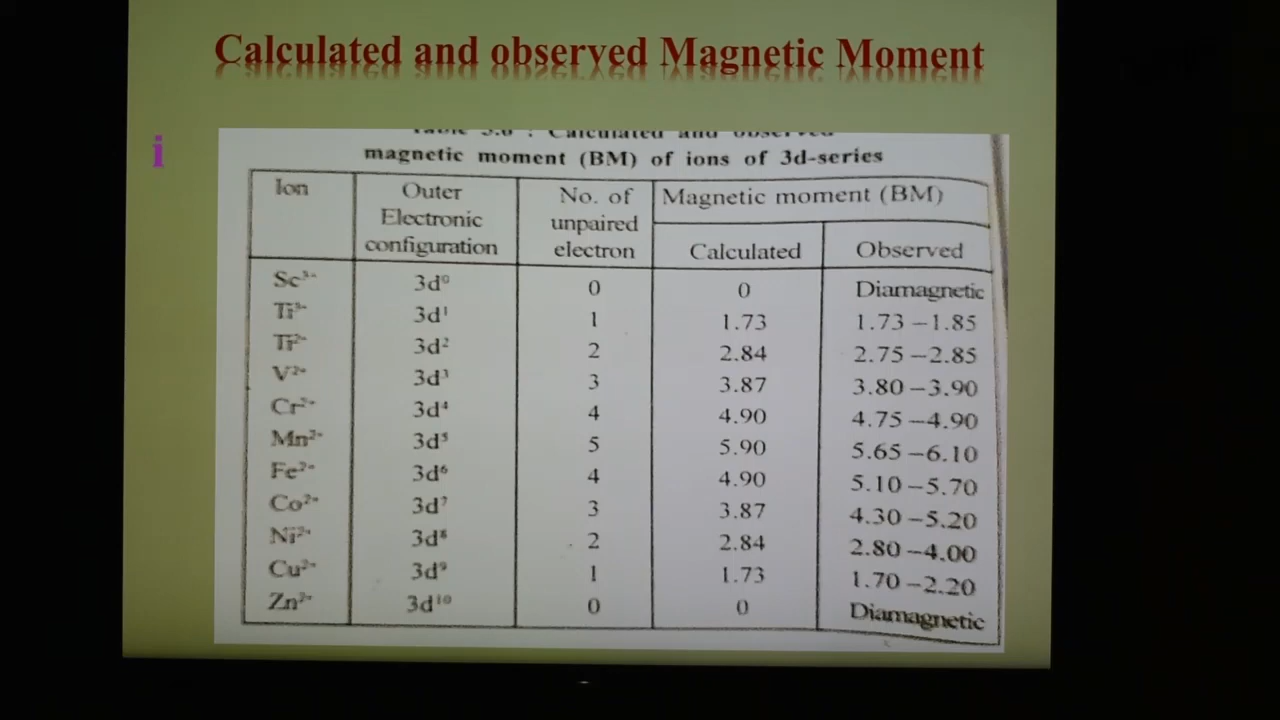 Calculated and observed Magnetic Moment
i
Calculated and observed
magnetic moment (BM) of ions of 3d-series
Ion Outer Electronic configuration No. of unpaired electron Magnetic moment (BM)
Calculated Observed
Sc³⁺ 3d⁰ 0 0 Diamagnetic
Ti³⁺ 3d¹ 1 1.73 1.73 –1.85
Ti²⁺ 3d² 2 2.84 2.75 –2.85
V²⁺ 3d³ 3 3.87 3.80 –3.90
Cr²⁺ 3d⁴ 4 4.90 4.75 –4.90
Mn²⁺ 3d⁵ 5 5.90 5.65 –6.10
Fe²⁺ 3d⁶ 4 4.90 5.10 –5.70
Co²⁺ 3d⁷ 3 3.87 4.30 –5.20
Ni²⁺ 3d⁸ 2 2.84 2.80 –4.00
Cu²⁺ 3d⁹ 1 1.73 1.70 –2.20
Zn²⁺ 3d¹⁰ 0 0 Diamagnetic